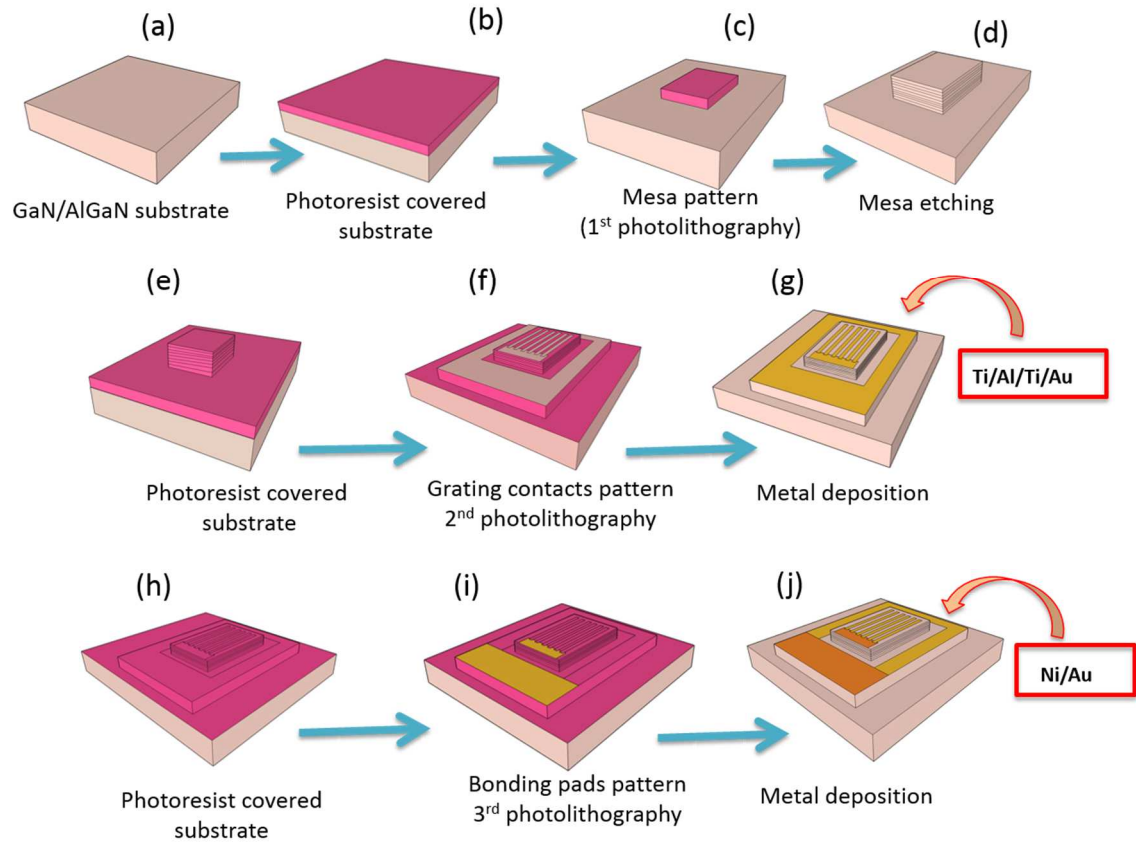 (a)
(b)
(c)
(d)
GaN/AlGaN substrate
Photoresist covered
substrate
Mesa pattern
(1st photolithography)
Mesa etching
(e)
(f)
(g)
Ti/Al/Ti/Au
Photoresist covered
substrate
Grating contacts pattern
2nd photolithography
Metal deposition
(h)
(i)
(j)
Ni/Au
Photoresist covered
substrate
Bonding pads pattern
3rd photolithography
Metal deposition